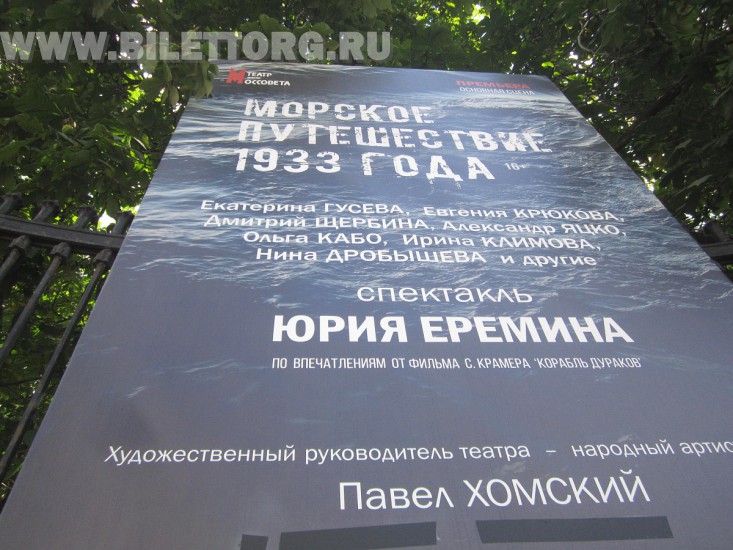 WWW.BILETTORG.RU
ТЕАТР МОССОВЕТА
ПРЕМЬЕРА
ОСНОВНАЯ СЦЕНА
МОРСКОЕ
ПУТЕШЕСТВИЕ
1933 ГОДА 16+
Екатерина ГУСЕВА, Евгения КРЮКОВА,
Дмитрий ЩЕРБИНА, Александр ЯЦКО,
Ольга КАБО, Ирина КЛИМОВА,
Нина ДРОБЫШЕВА и другие
спектакль
ЮРИЯ ЕРЕМИНА
ПО ВПЕЧАТЛЕНИЯМ ОТ ФИЛЬМА С. КРАМЕРА 'КОРАБЛЬ ДУРАКОВ'
Художественный руководитель театра – народный артис
Павел ХОМСКИЙ